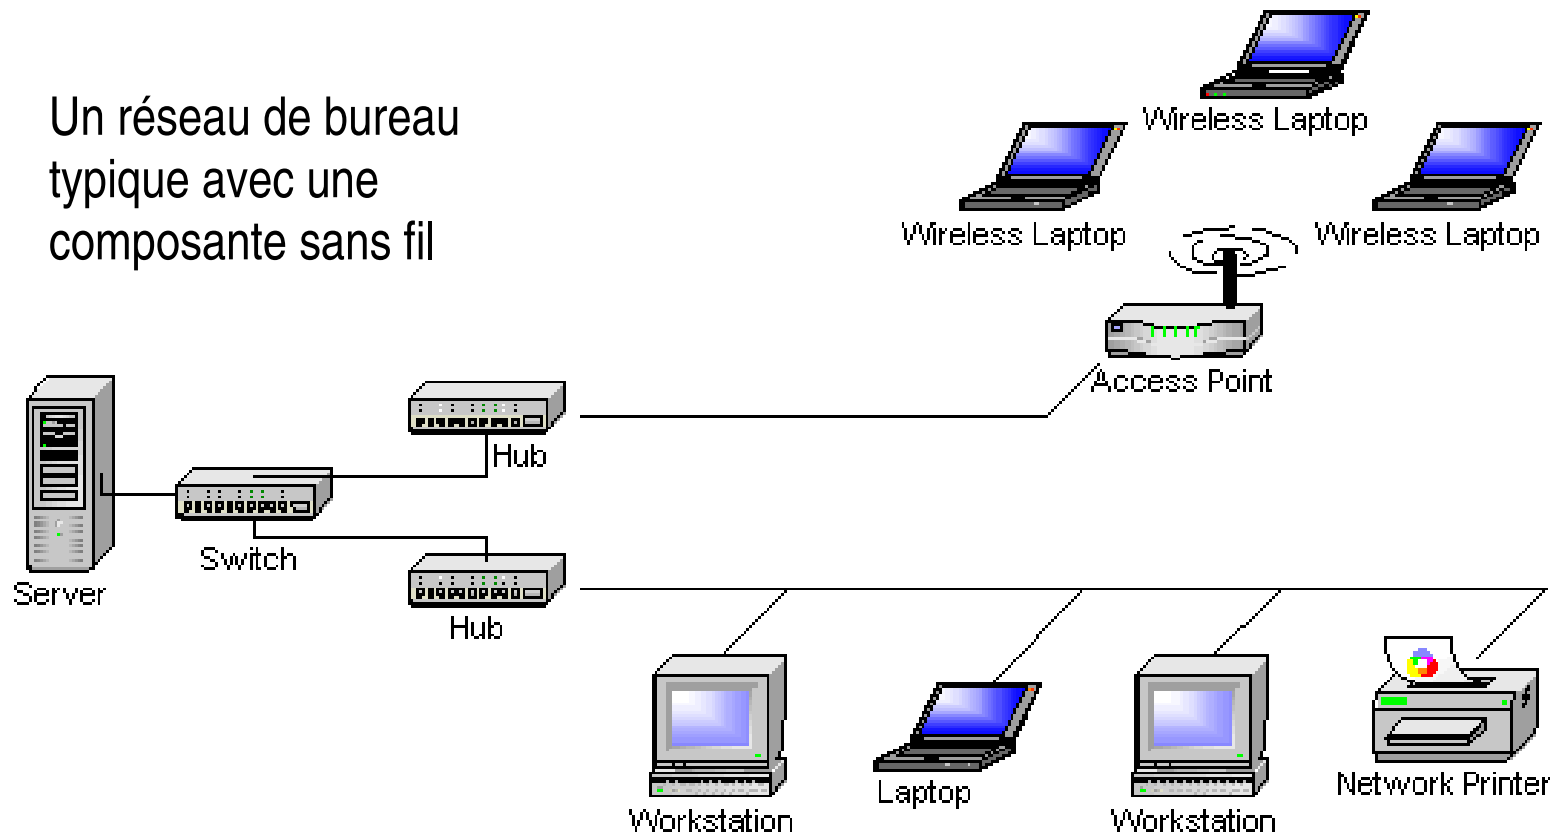 Un réseau de bureau
typique avec une
composante sans fil
Wireless Laptop
Wireless Laptop
Wireless Laptop
Access Point
Hub
Switch
Server
Hub
Workstation
Laptop
Workstation
Network Printer